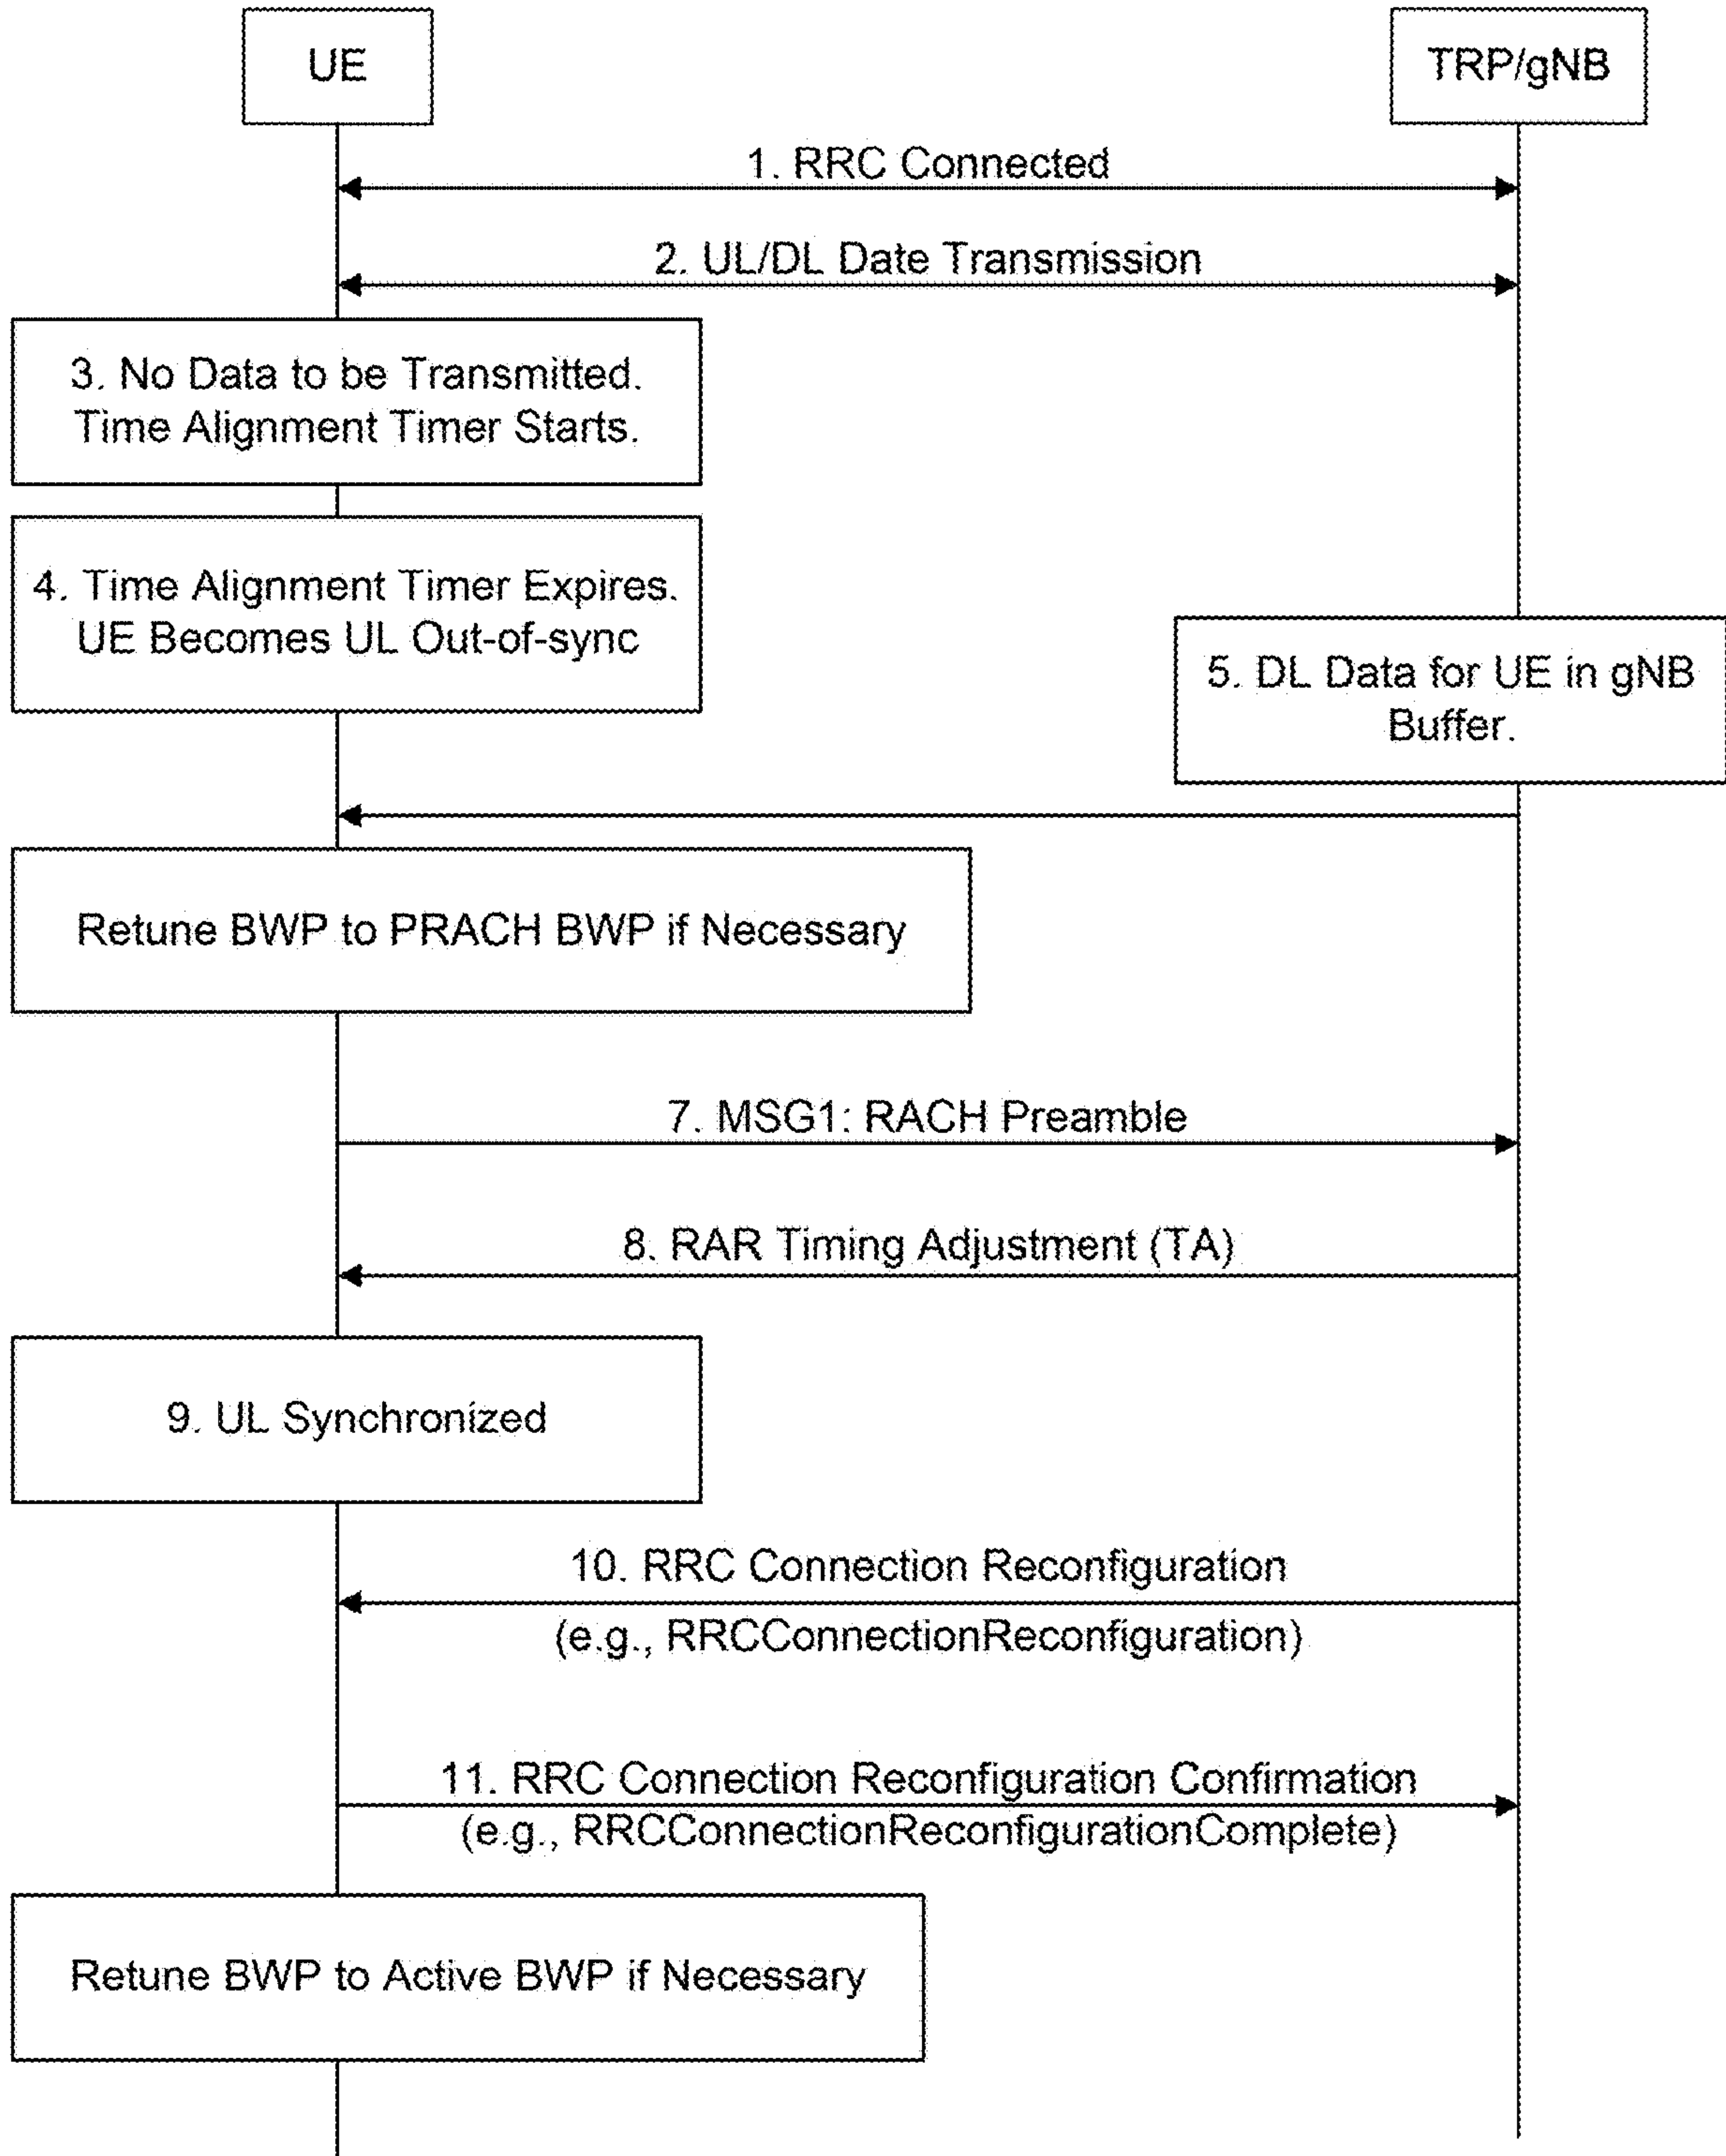 UE
TRP/gNB
1. RRC Connected
2. UL/DL Date Transmission
3. No Data to be Transmitted.
Time Alignment Timer Starts.
4. Time Alignment Timer Expires.
UE Becomes UL Out-of-sync
5. DL Data for UE in gNB
Buffer.
Retune BWP to PRACH BWP if Necessary
7. MSG1: RACH Preamble
8. RAR Timing Adjustment (TA)
9. UL Synchronized
10. RRC Connection Reconfiguration
(e.g., RRCConnectionReconfiguration)
11. RRC Connection Reconfiguration Confirmation
(e.g., RRCConnectionReconfigurationComplete)
Retune BWP to Active BWP if Necessary